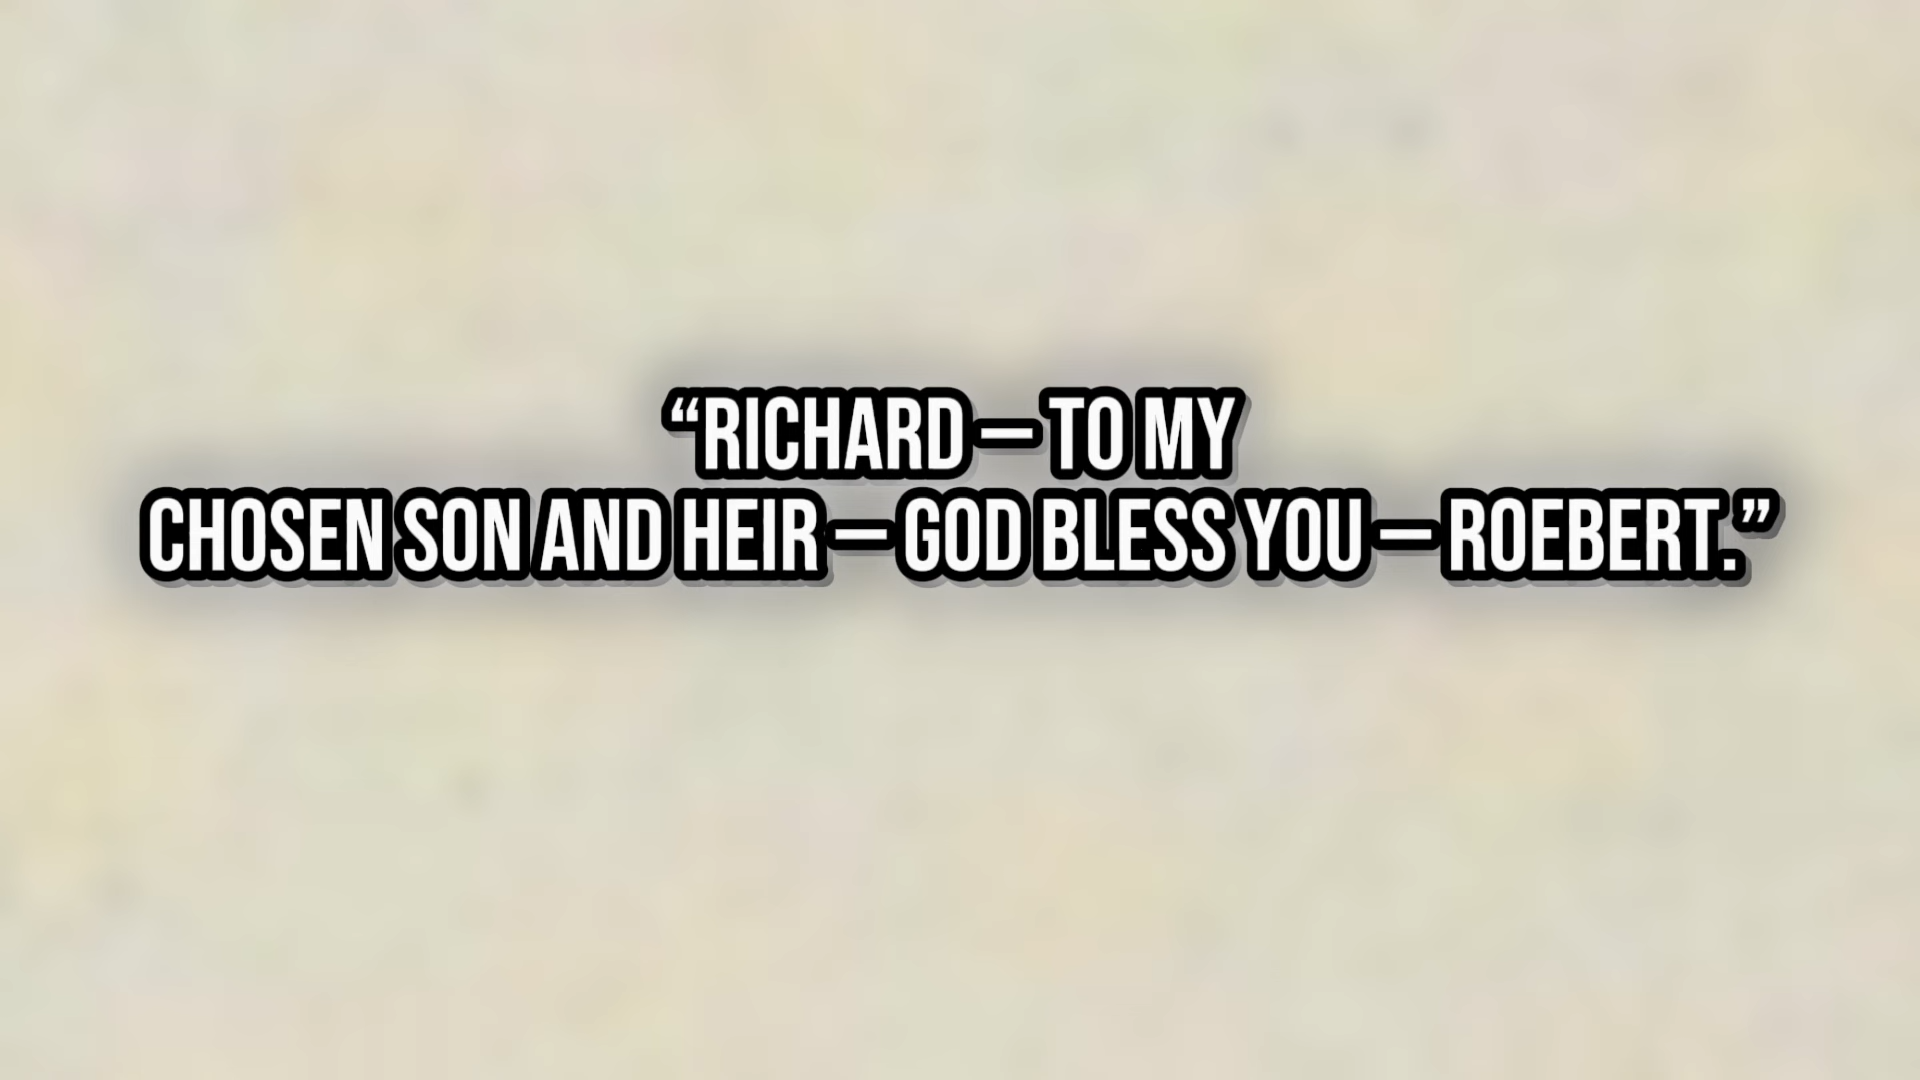 “RICHARD – TO MY
CHOSEN SON AND HEIR – GOD BLESS YOU – ROEBERT.”